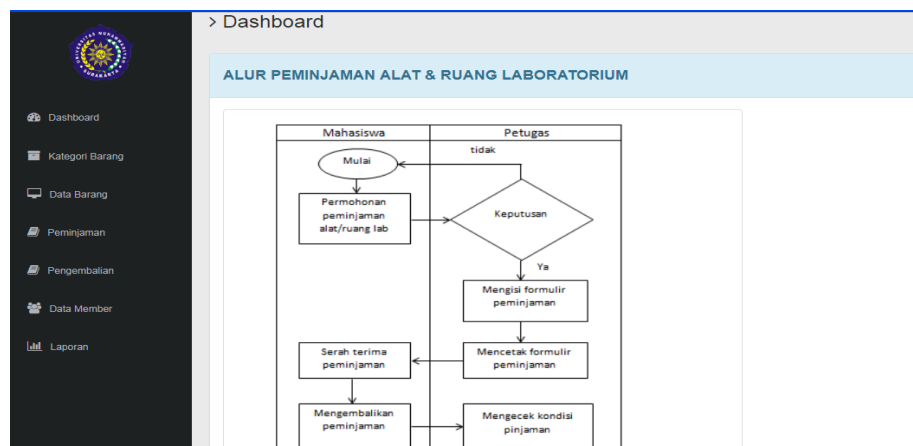 > Dashboard
ALUR PEMINJAMAN ALAT & RUANG LABORATORIUM
Dashboard
Kategori Barang
Data Barang
Peminjaman
Pengembalian
Data Member
Laporan
Mahasiswa
Petugas
Mulai
tidak
Permohonan
peminjaman
alat/ruang lab
Keputusan
Ya
Mengisi formulir
peminjaman
Mencetak formulir
peminjaman
Serah terima
peminjaman
Mengembalikan
peminjaman
Mengecek kondisi
pinjaman